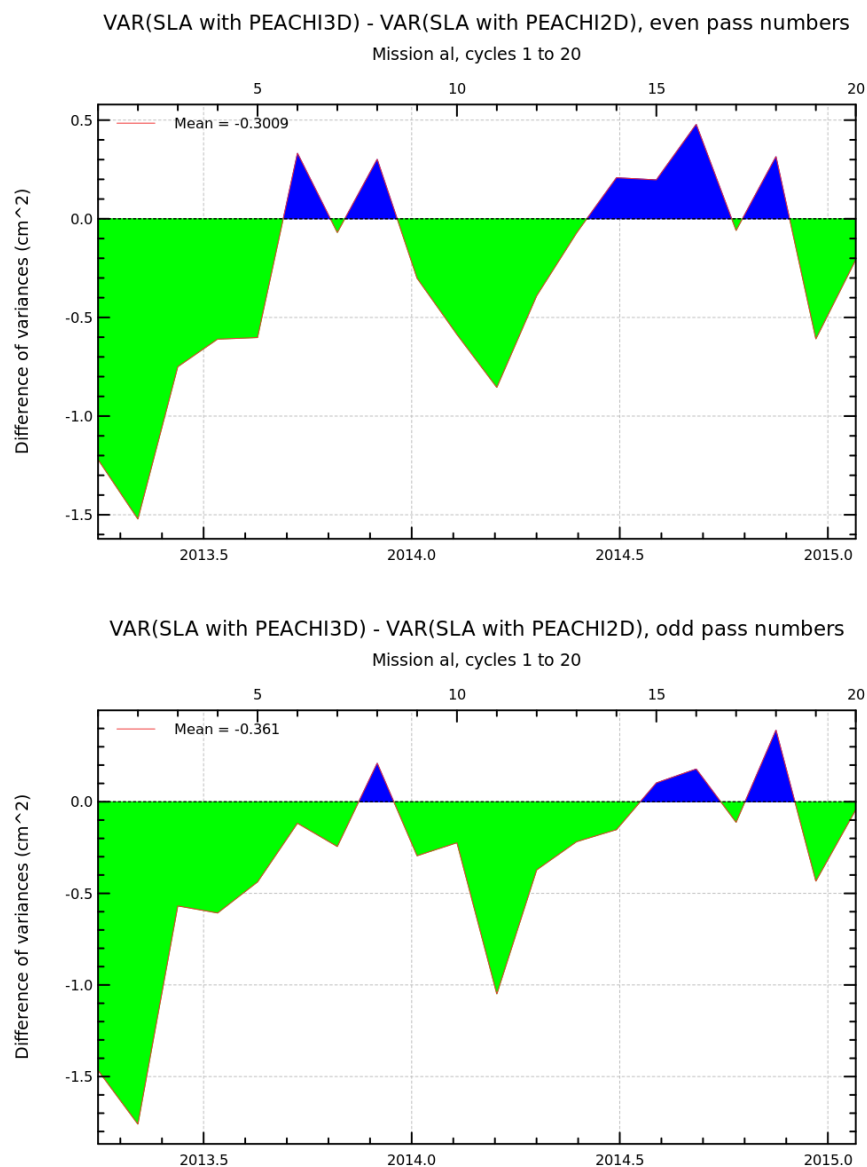 VAR(SLA with PEACHI3D) - VAR(SLA with PEACHI2D), even pass numbers
Mission al, cycles 1 to 20
5 10 15 20
Mean = -0.3009
0.5
0.0
-0.5
-1.0
-1.5
Difference of variances (cm^2)
2013.5 2014.0 2014.5 2015.0
VAR(SLA with PEACHI3D) - VAR(SLA with PEACHI2D), odd pass numbers
Mission al, cycles 1 to 20
5 10 15 20
Mean = -0.361
0.0
-0.5
-1.0
-1.5
Difference of variances (cm^2)
2013.5 2014.0 2014.5 2015.0